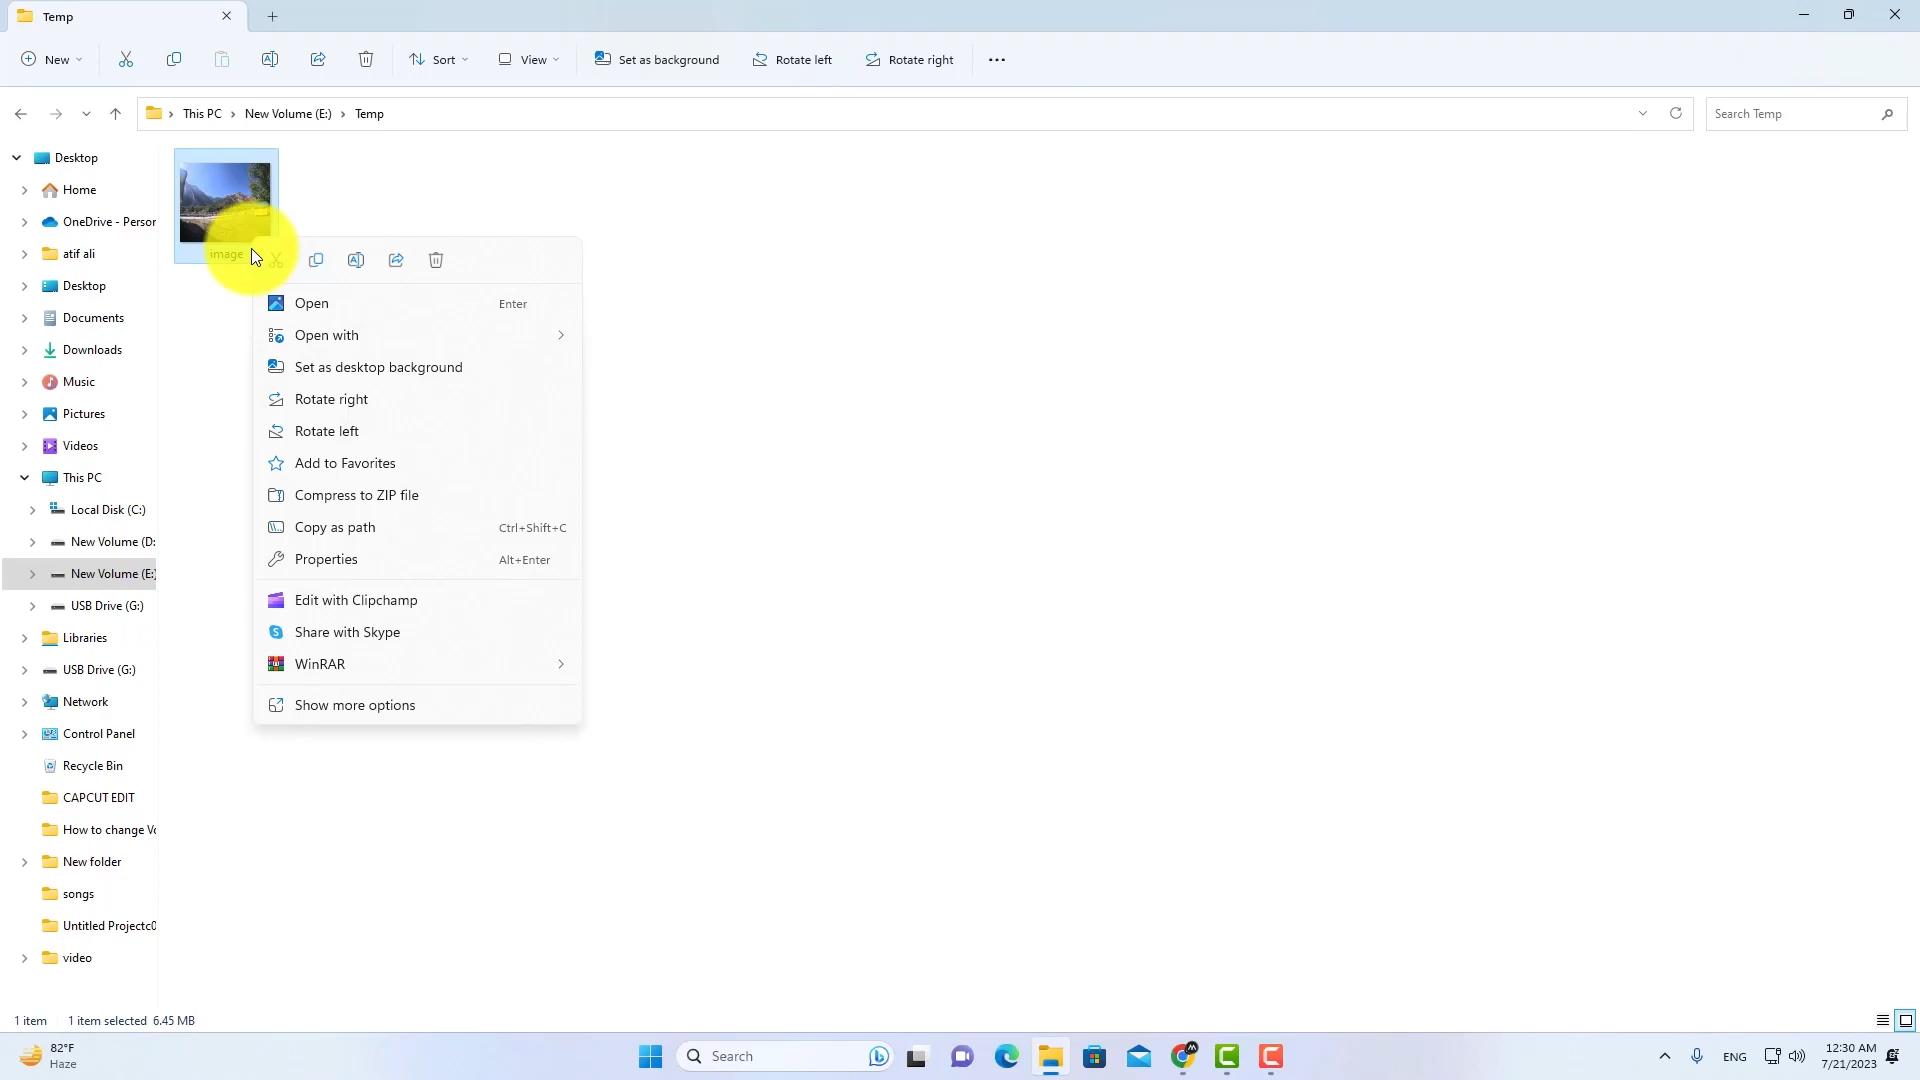 Temp
New
Sort
View
Set as background
Rotate left
Rotate right
This PC
New Volume (E:)
Temp
Search Temp
Desktop
Home
OneDrive - Persor
atif ali
Desktop
Documents
Downloads
Music
Pictures
Videos
This PC
Local Disk (C:)
New Volume (D:
New Volume (E:)
USB Drive (G:)
Libraries
USB Drive (G:)
Network
Control Panel
Recycle Bin
CAPCUT EDIT
How to change Vo
New folder
songs
Untitled Projectc0
video
image
Open Enter
Open with
Set as desktop background
Rotate right
Rotate left
Add to Favorites
Compress to ZIP file
Copy as path Ctrl+Shift+C
Properties Alt+Enter
Edit with Clipchamp
Share with Skype
WinRAR
Show more options
1 item 1 item selected 6.45 MB
82°F
Haze
Search
ENG
12:30 AM
7/21/2023